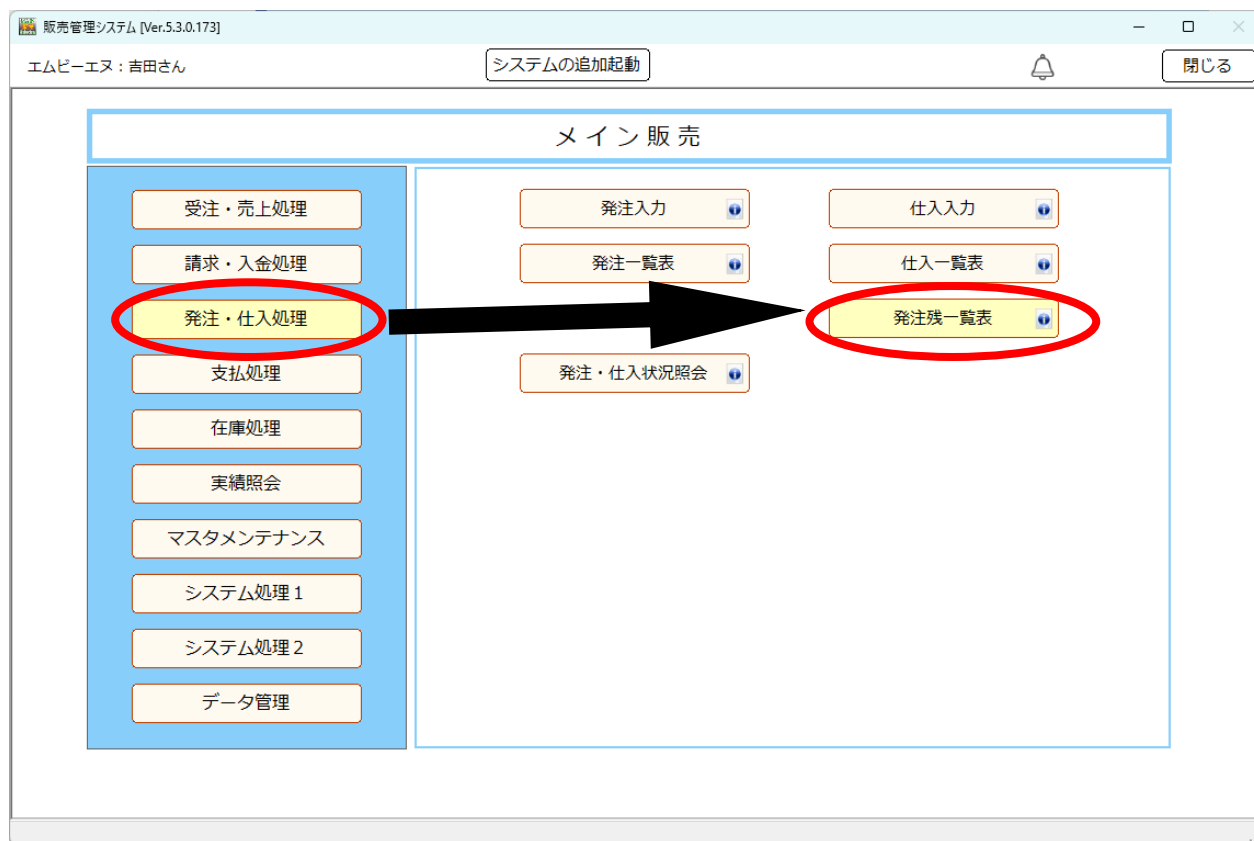 販売管理システム [Ver.5.3.0.173]
エムビーエヌ：吉田さん
システムの追加起動
閉じる
メイン販売
受注・売上処理
請求・入金処理
発注・仕入処理
支払処理
在庫処理
実績照会
マスタメンテナンス
システム処理１
システム処理２
データ管理
発注入力
仕入入力
発注一覧表
仕入一覧表
発注残一覧表
発注・仕入状況照会